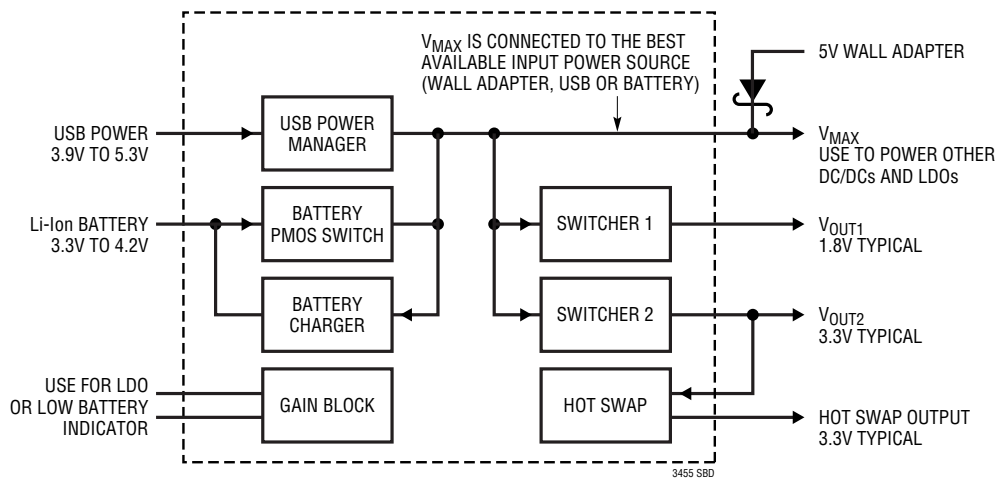 VMAX IS CONNECTED TO THE BEST
AVAILABLE INPUT POWER SOURCE
(WALL ADAPTER, USB OR BATTERY)
5V WALL ADAPTER
USB POWER
3.9V TO 5.3V
USB POWER
MANAGER
VMAX
USE TO POWER OTHER
DC/DCs AND LDOs
Li-Ion BATTERY
3.3V TO 4.2V
BATTERY
PMOS SWITCH
SWITCHER 1
VOUT1
1.8V TYPICAL
BATTERY
CHARGER
SWITCHER 2
VOUT2
3.3V TYPICAL
USE FOR LDO
OR LOW BATTERY
INDICATOR
GAIN BLOCK
HOT SWAP
HOT SWAP OUTPUT
3.3V TYPICAL
3455 SBD